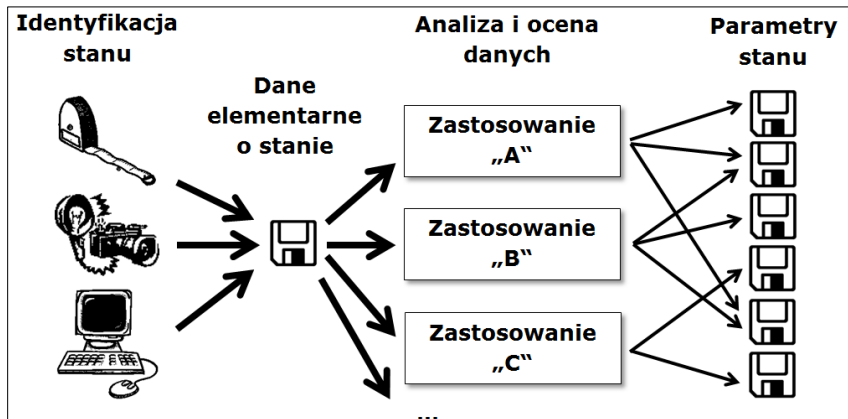 Identyfikacja
stanu
Analiza i ocena
danych
Parametry
stanu
Dane
elementarne
o stanie
Zastosowanie
„A“
Zastosowanie
„B“
Zastosowanie
„C“
...